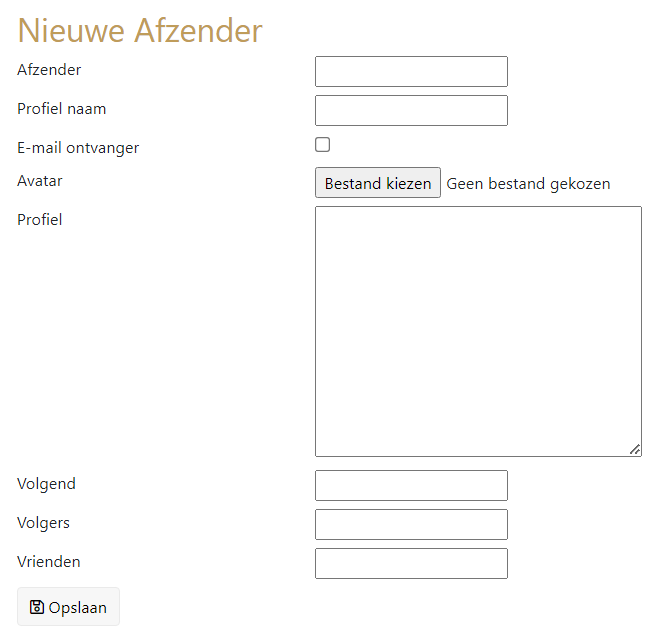 Nieuwe Afzender
Afzender
Profiel naam
E-mail ontvanger
Avatar
Bestand kiezen Geen bestand gekozen
Profiel
Volgend
Volgers
Vrienden
Opslaan